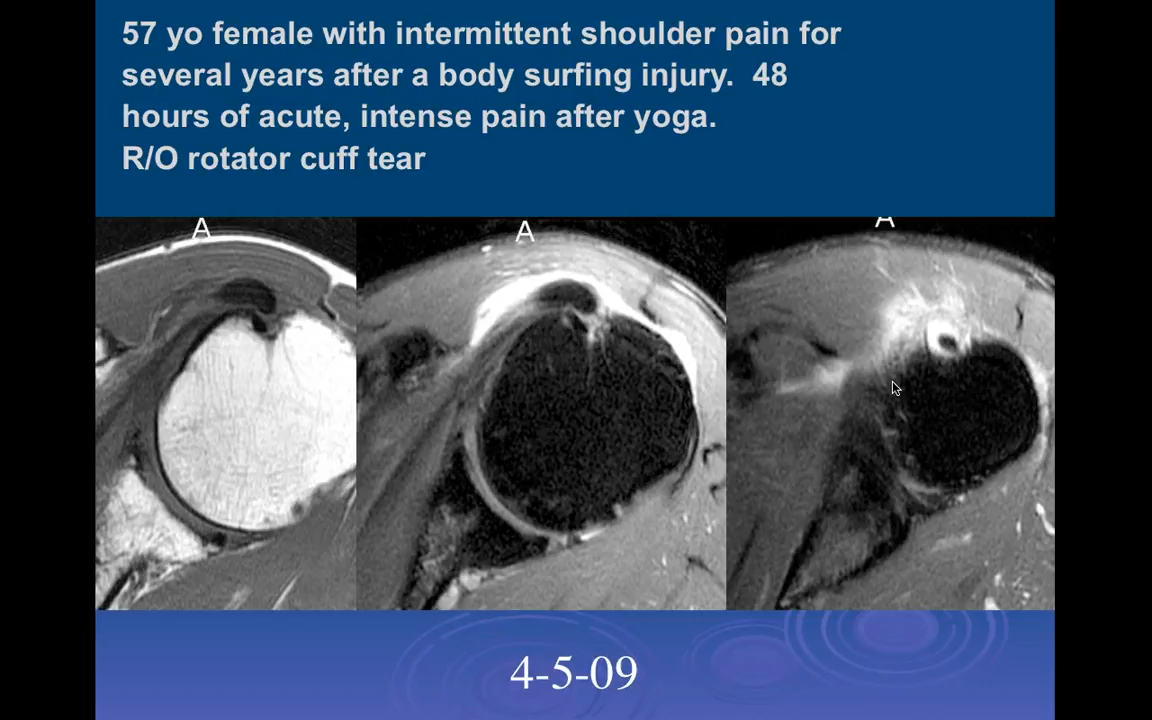 57 yo female with intermittent shoulder pain for
several years after a body surfing injury.  48
hours of acute, intense pain after yoga.
R/O rotator cuff tear
A
A
A
4-5-09